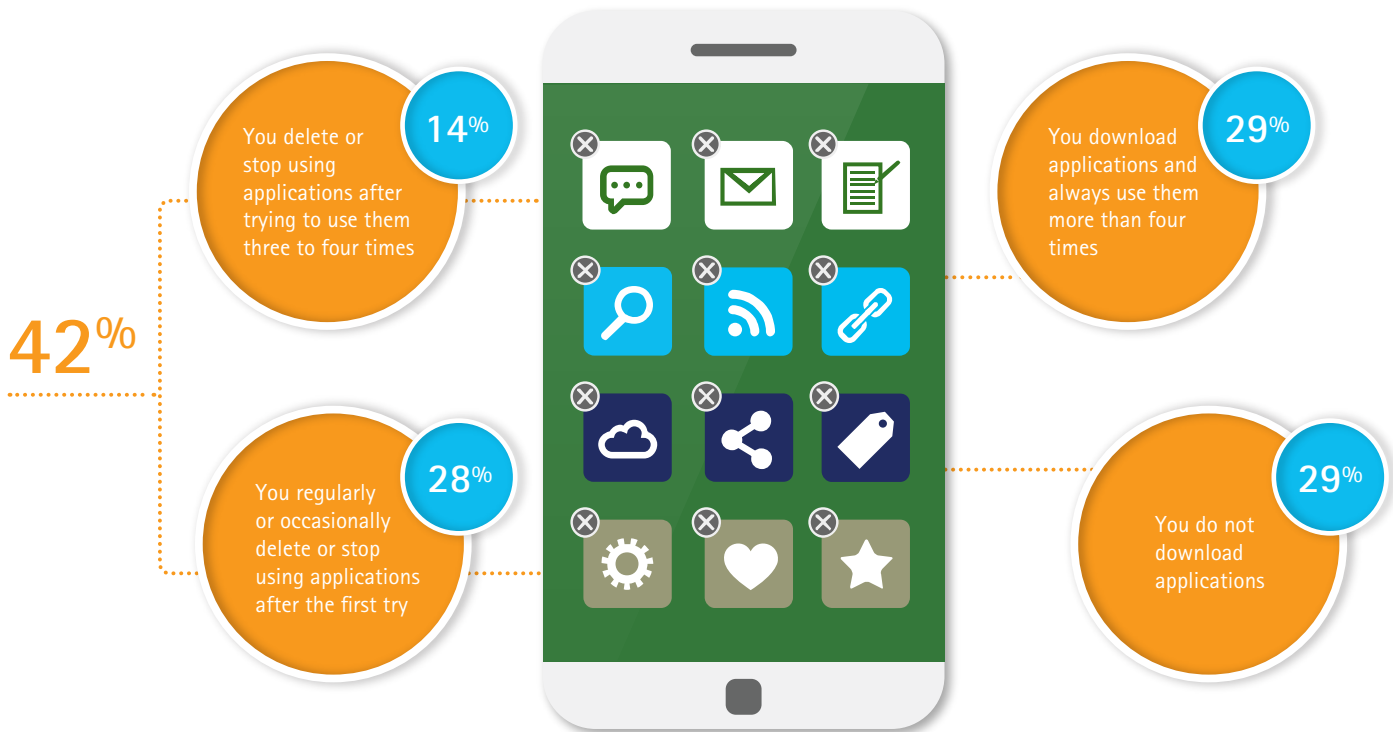 42%
You delete or
stop using
applications after
trying to use them
three to four times
14%
You regularly
or occasionally
delete or stop
using applications
after the first try
28%
You download
applications and
always use them
more than four
times
29%
You do not
download
applications
29%